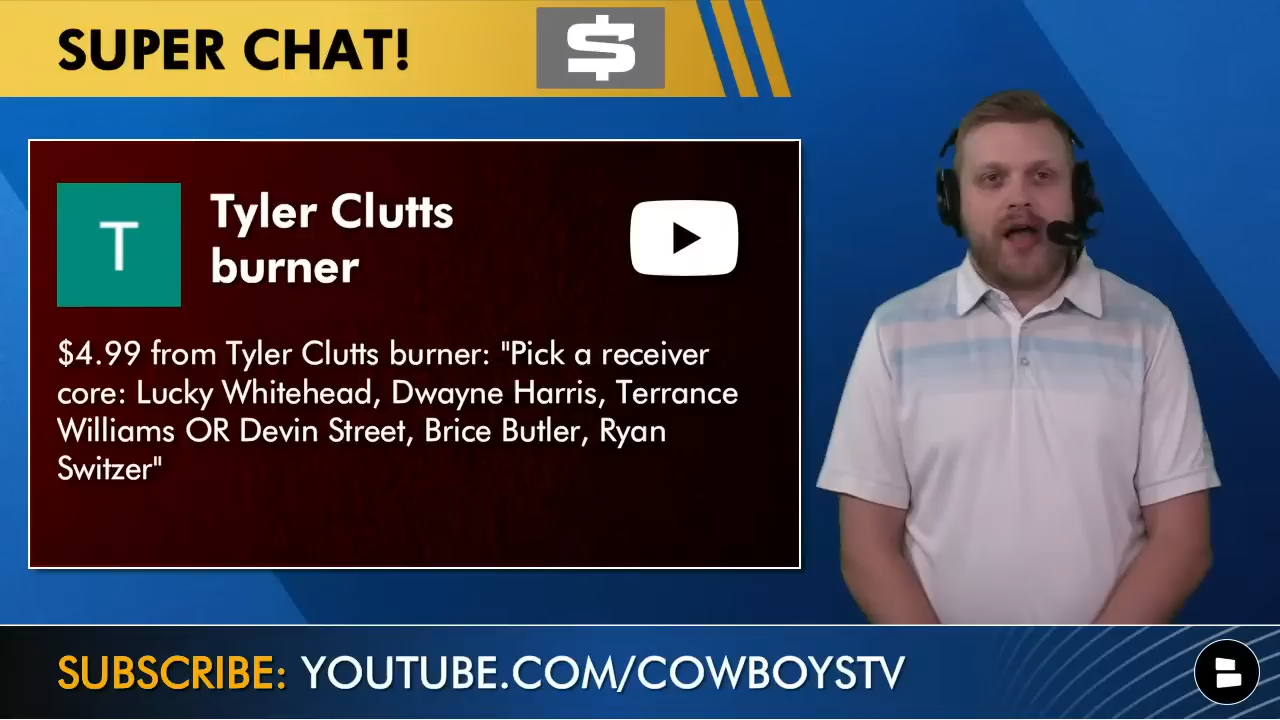 SUPER CHAT!
$
T
Tyler Clutts
burner
$4.99 from Tyler Clutts burner: "Pick a receiver
core: Lucky Whitehead, Dwayne Harris, Terrance
Williams OR Devin Street, Brice Butler, Ryan
Switzer"
SUBSCRIBE: YOUTUBE.COM/COWBOYSTV